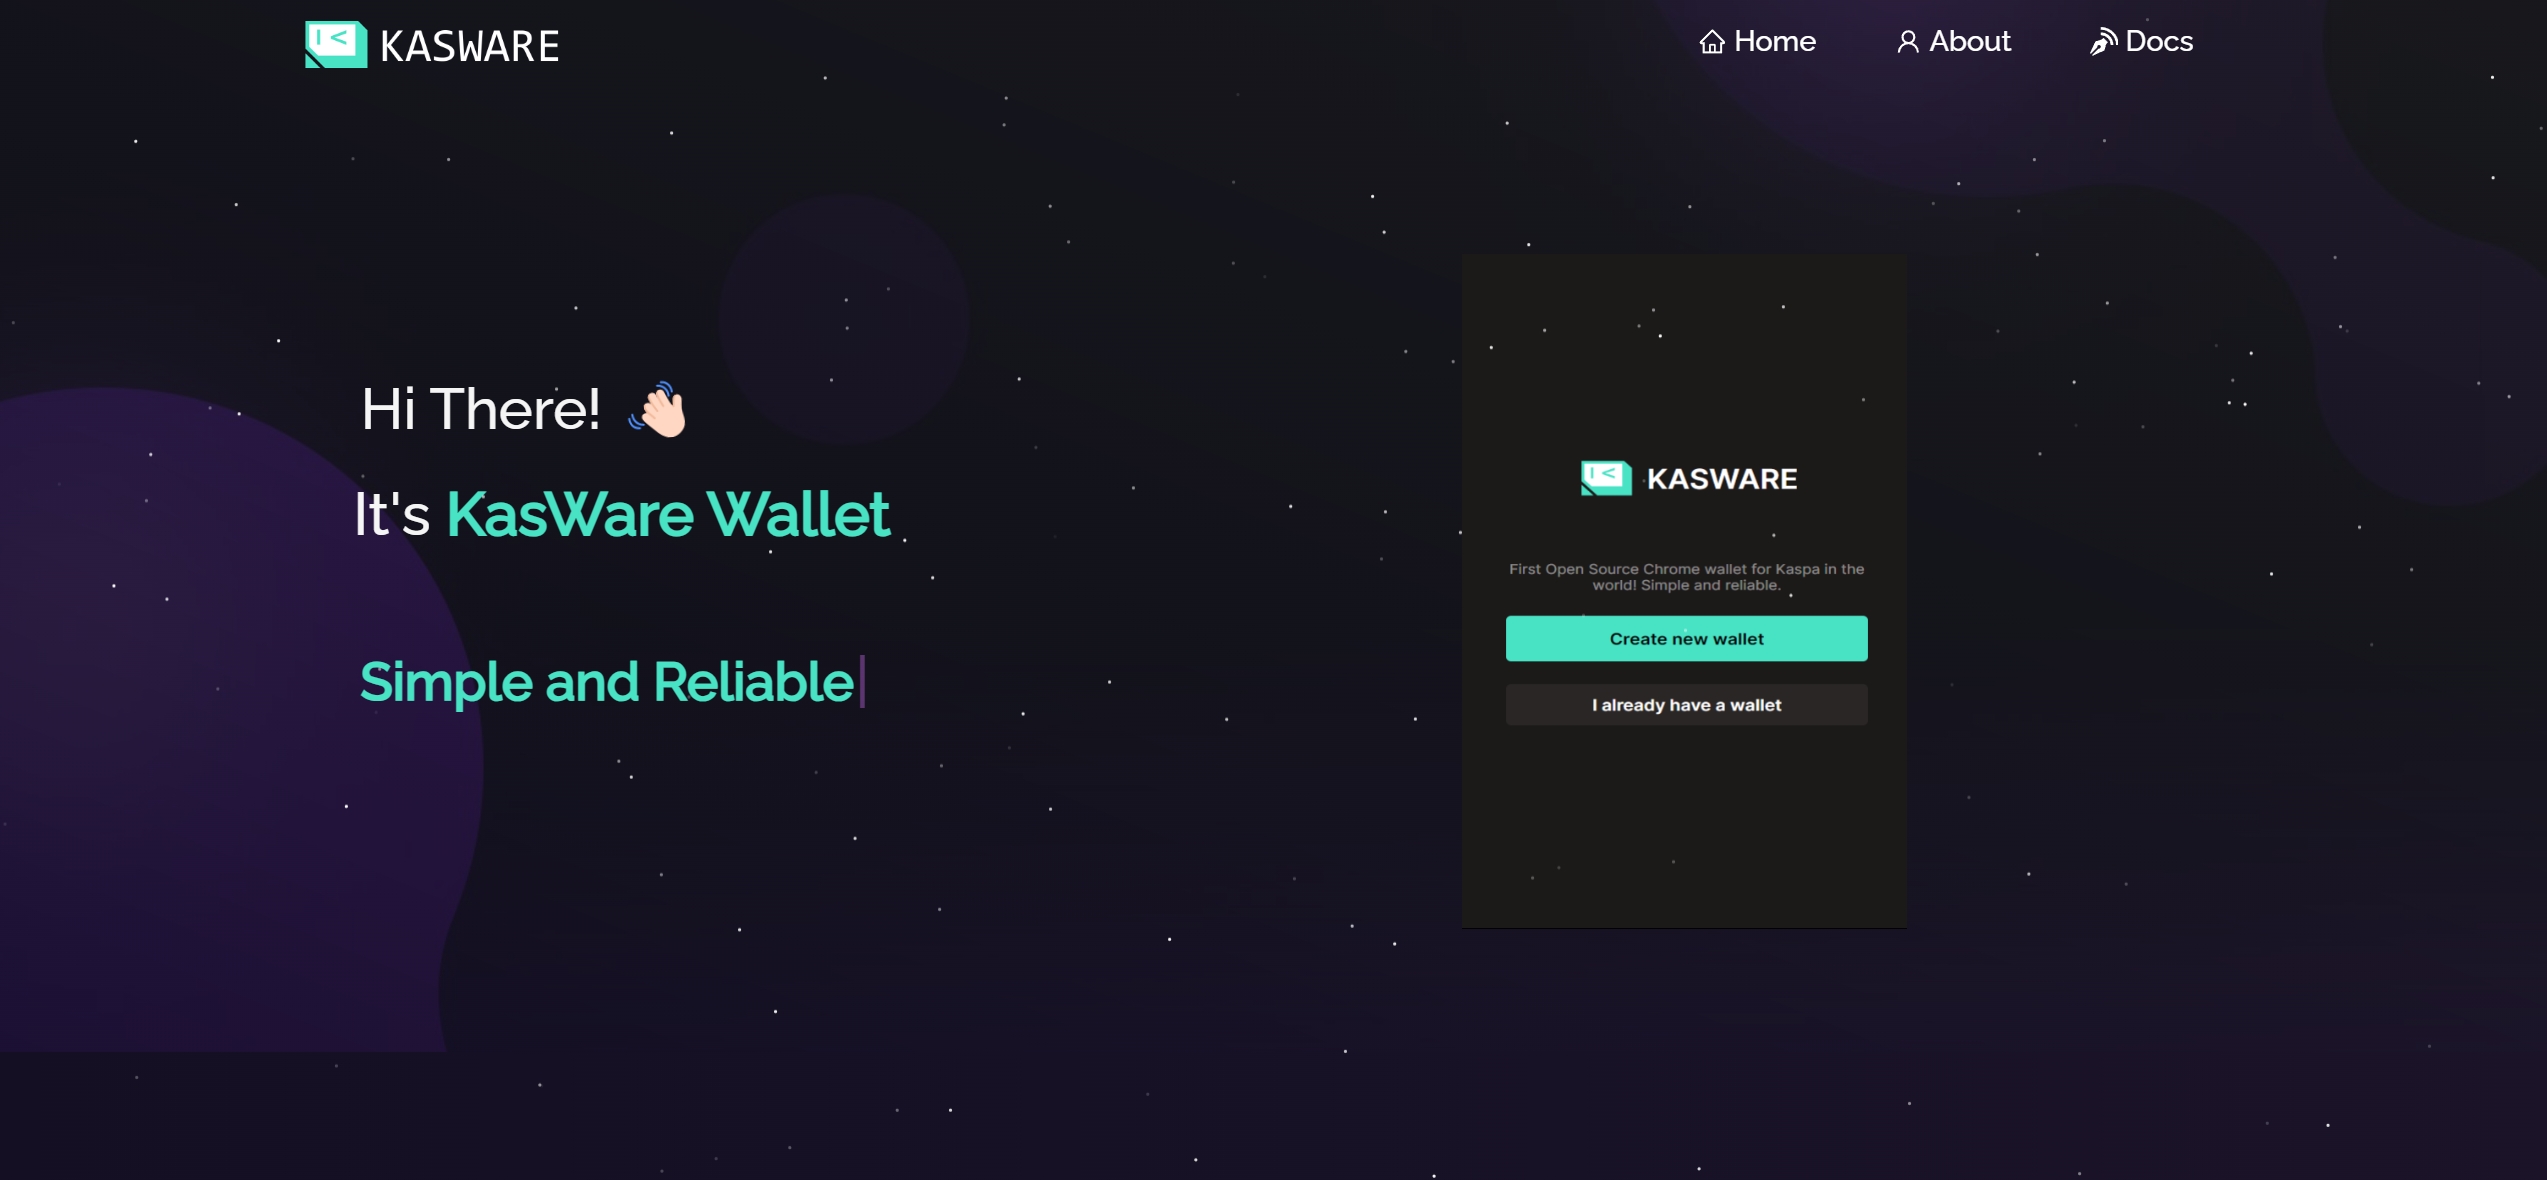 KASWARE
Home
About
Docs
Hi There!
It's KasWare Wallet
Simple and Reliable
KASWARE
First Open Source Chrome wallet for Kaspa in the
world! Simple and reliable.
Create new wallet
I already have a wallet